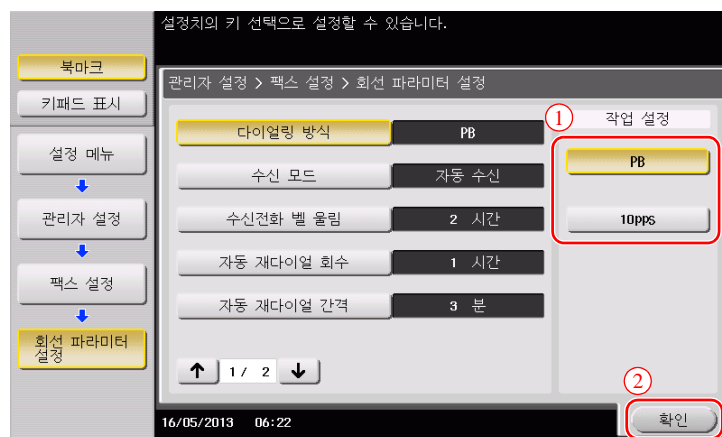 설정치의 키 선택으로 설정할 수 있습니다.
북마크
키패드 표시
설정 메뉴
관리자 설정
팩스 설정
회선 파라미터
설정
관리자 설정 > 팩스 설정 > 회선 파라미터 설정
다이얼링 방식 PB
수신 모드 자동 수신
수신전화 벨 울림 2 시간
자동 재다이얼 회수 1 시간
자동 재다이얼 간격 3 분
↑ 1/ 2 ↓
1 작업 설정
PB
10pps
2
확인
16/05/2013 06:22